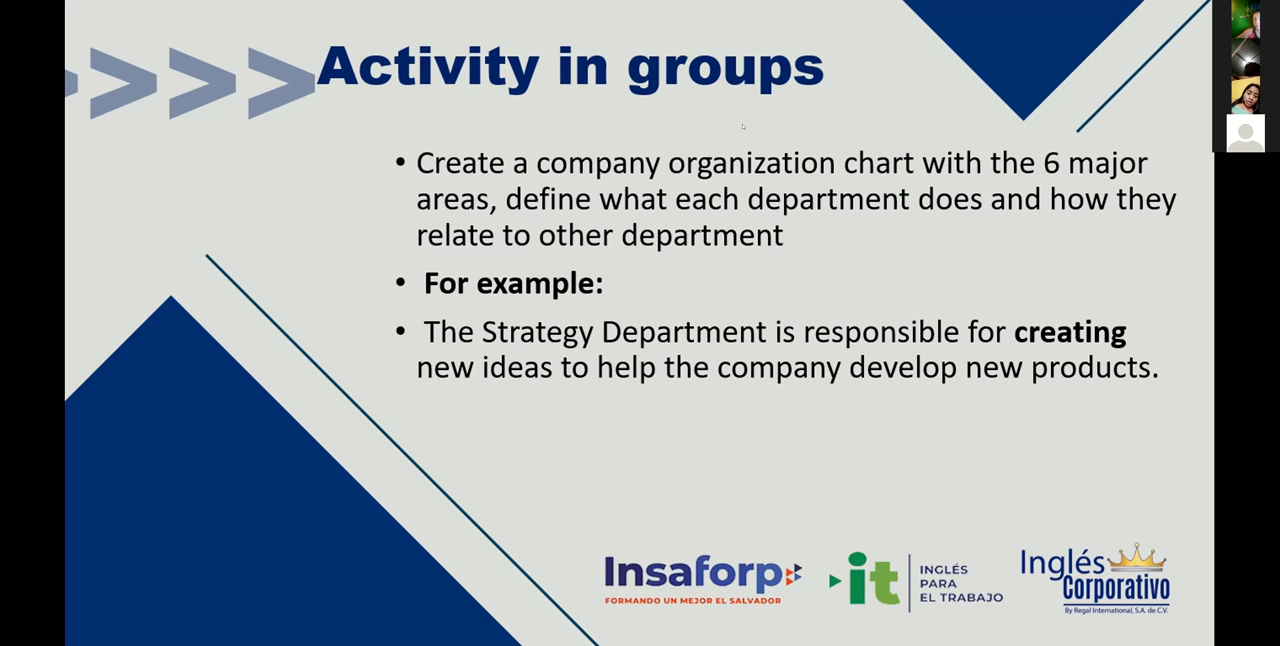 Activity in groups
• Create a company organization chart with the 6 major
areas, define what each department does and how they
relate to other department
• For example:
• The Strategy Department is responsible for creating
new ideas to help the company develop new products.
Insaforp
FORMANDO UN MEJOR EL SALVADOR
it
INGLÉS
PARA
EL TRABAJO
Inglés
Corporativo
By Regal International, S.A. de C.V.